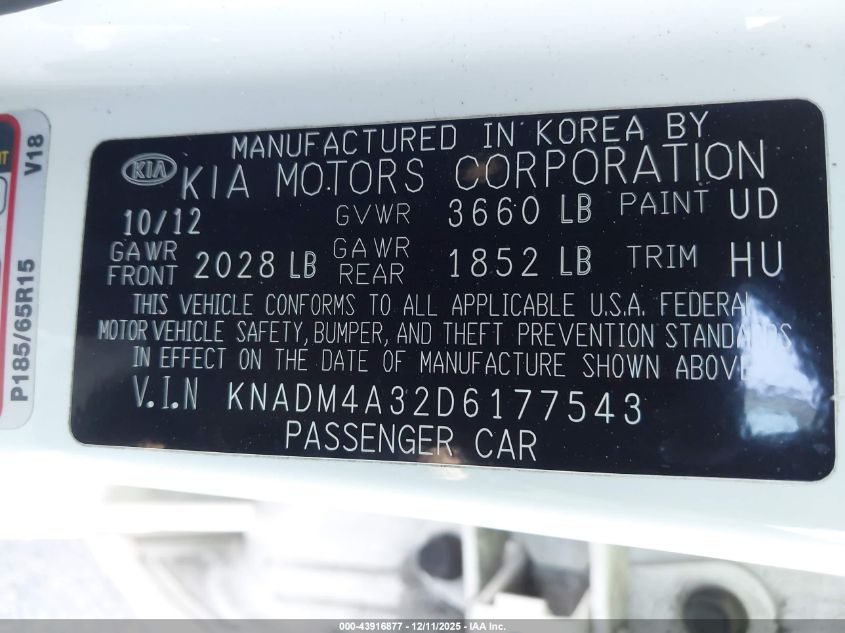 MANUFACTURED IN KOREA BY
KIA KIA MOTORS CORPORATION
10/12 GVWR 3660 LB PAINT UD
GAWR FRONT 2028 LB GAWR REAR 1852 LB TRIM HU
THIS VEHICLE CONFORMS TO ALL APPLICABLE U.S.A. FEDERAL
MOTOR VEHICLE SAFETY, BUMPER, AND THEFT PREVENTION STANDARDS
IN EFFECT ON THE DATE OF MANUFACTURE SHOWN ABOVE
V.I.N KNADM4A32D6177543
PASSENGER CAR
P185/65R15 V18
000-43916877 - 12/11/2025 - IAA Inc.